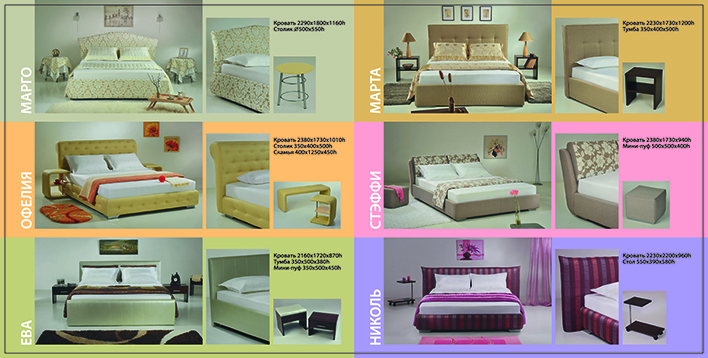 МАРГО
Кровать 2290x1800x1160h
Столик Ø500x550h
МАРТА
Кровать 2230x1730x1200h
Тумба 350x400x500h
ОФЕЛИЯ
Кровать 2380x1730x1010h
Столик 350x400x500h
Скамья 400x1250x450h
СТЭФФИ
Кровать 2380x1730x940h
Мини-пуф 500x500x400h
ЕВА
Кровать 2160x1720x870h
Тумба 350x500x380h
Мини-пуф 350x500x450h
НИКОЛЬ
Кровать 2230x2200x960h
Стол 550x390x580h